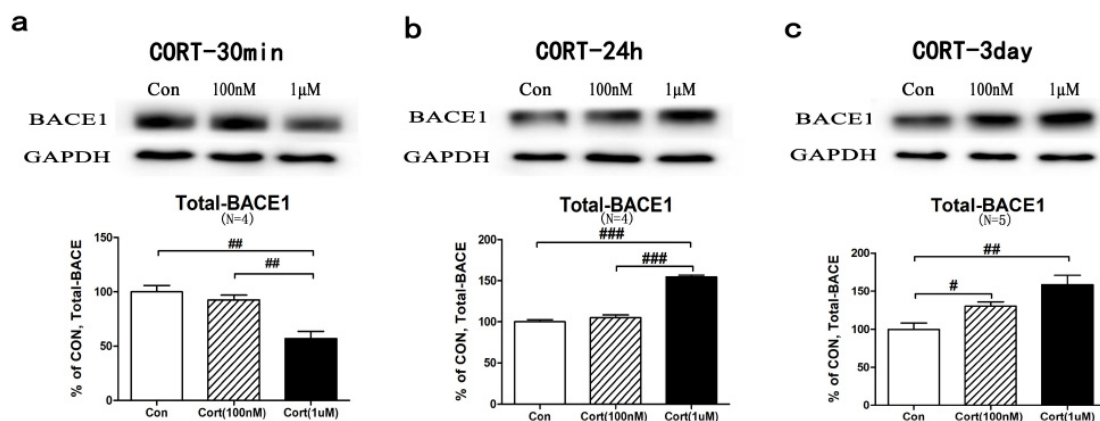 a
CORT-30min
Con 100nM 1μM
BACE1
GAPDH
Total-BACE1
(N=4)
% of CON, Total-BACE
150
100
50
0
##
##
Con Cort(100nM) Cort(1uM)
b
CORT-24h
Con 100nM 1μM
BACE1
GAPDH
Total-BACE1
(N=4)
% of CON, Total-BACE
200
150
100
50
0
###
###
Con Cort(100nM) Cort(1uM)
c
CORT-3day
Con 100nM 1μM
BACE1
GAPDH
Total-BACE1
(N=5)
% of CON, Total-BACE
200
150
100
50
0
##
#
Con Cort(100nM) Cort(1uM)